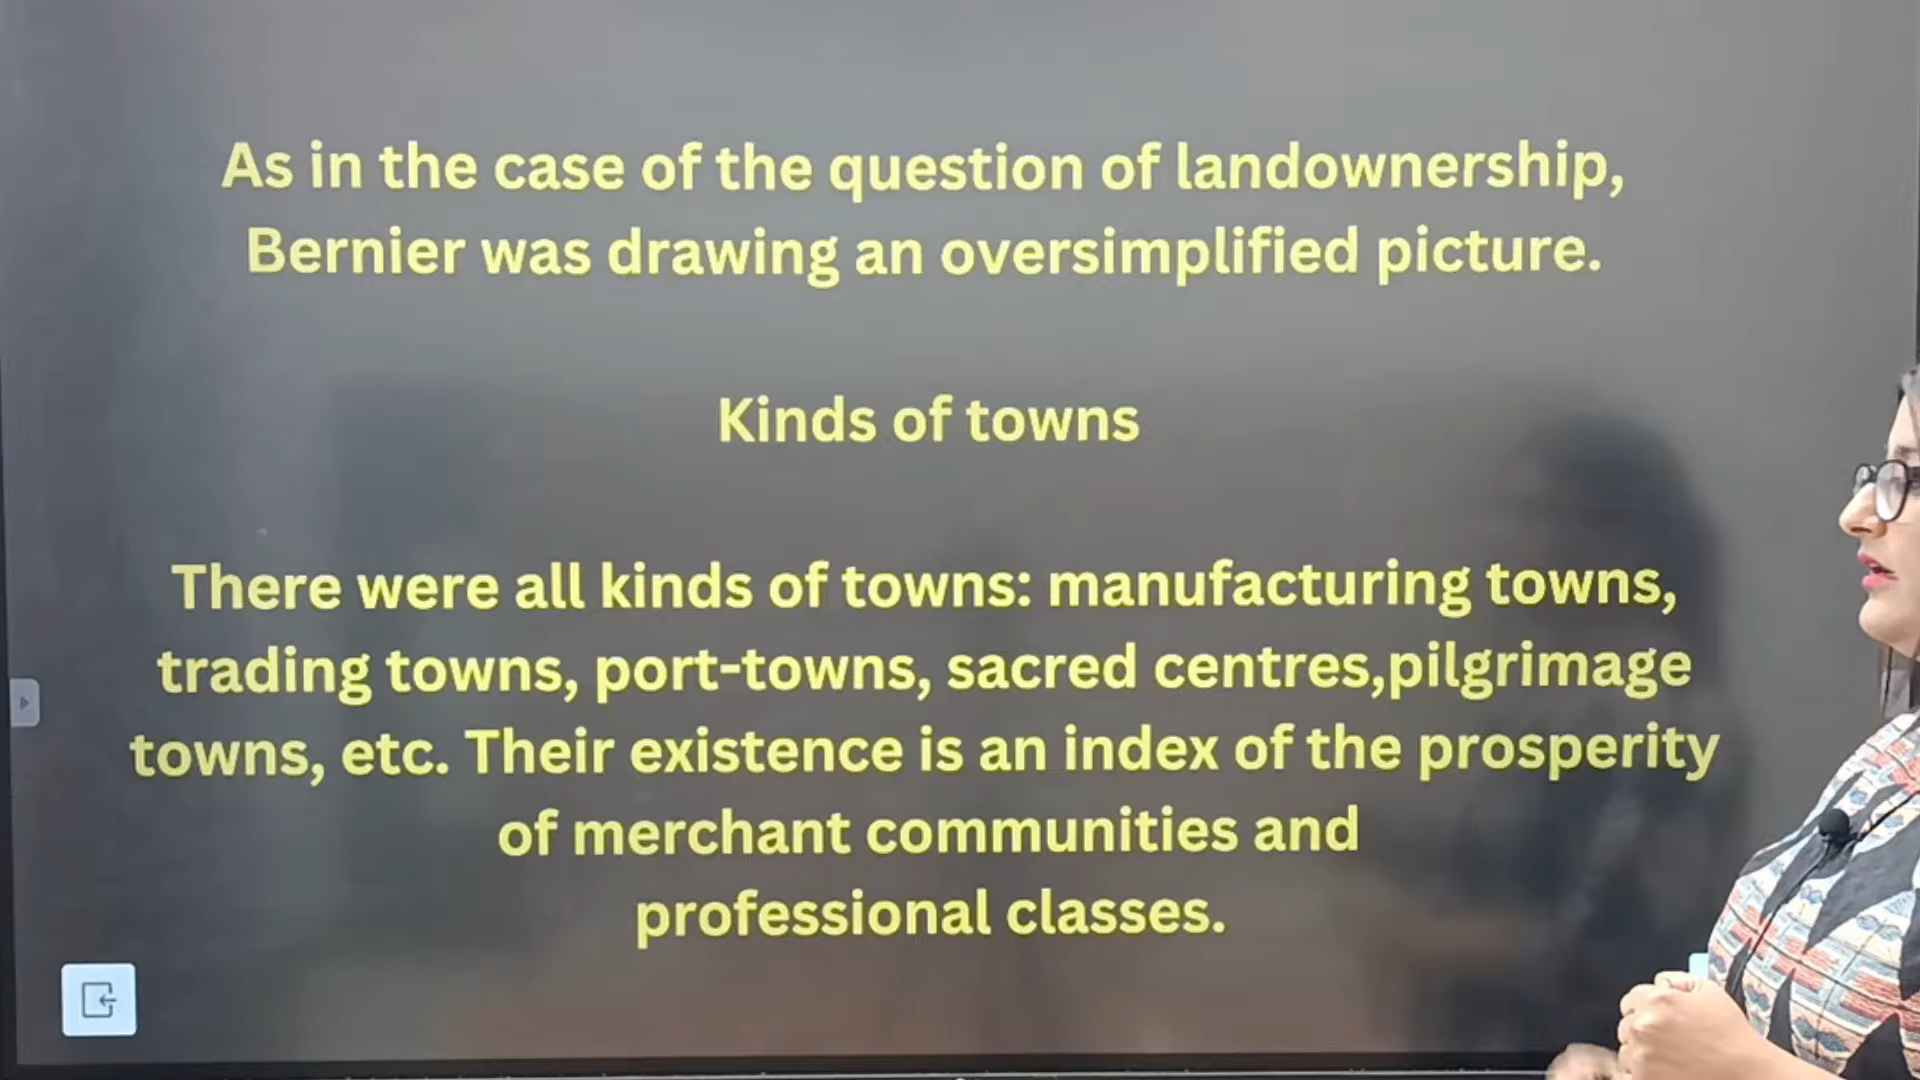 As in the case of the question of landownership,
Bernier was drawing an oversimplified picture.
Kinds of towns
There were all kinds of towns: manufacturing towns,
trading towns, port-towns, sacred centres,pilgrimage
towns, etc. Their existence is an index of the prosperity
of merchant communities and
professional classes.